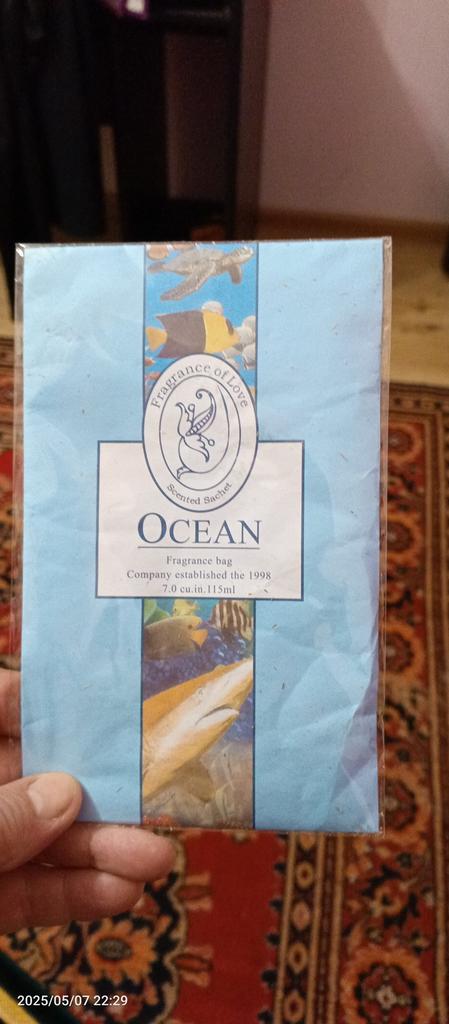 Fragrance of Love
Scented Sachet
OCEAN
Fragrance bag
Company established the 1998
7.0 cu.in.115ml
2025/05/07 22:29